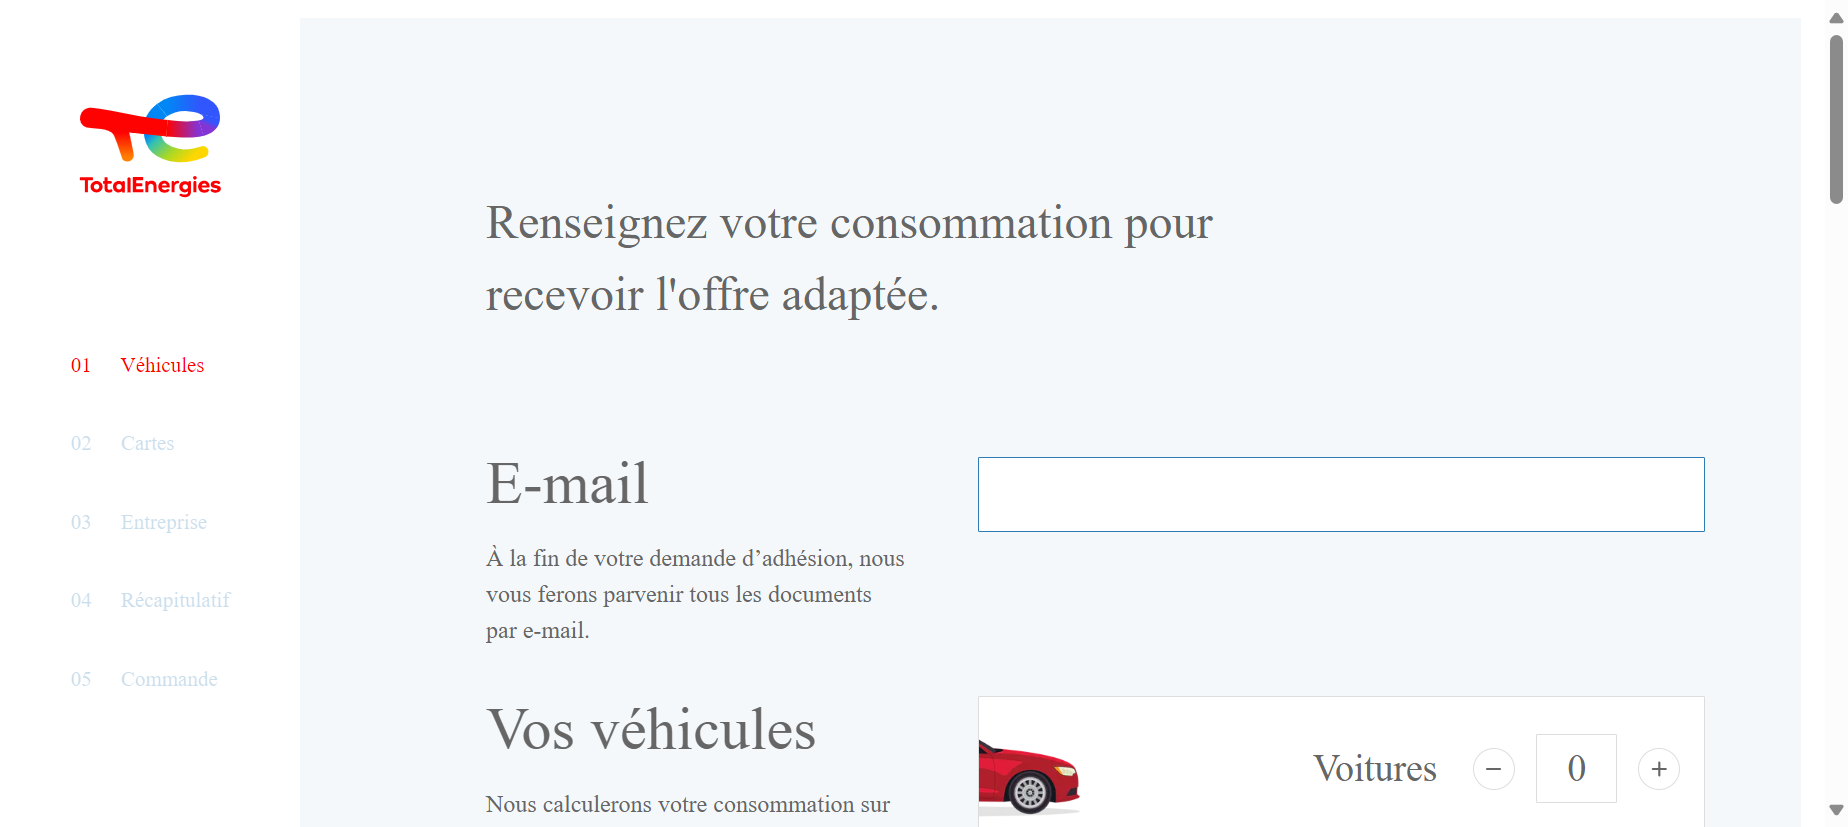 TotalEnergies
01 Véhicules
02 Cartes
03 Entreprise
04 Récapitulatif
05 Commande
Renseignez votre consommation pour
recevoir l'offre adaptée.
E-mail
À la fin de votre demande d’adhésion, nous
vous ferons parvenir tous les documents
par e-mail.
Vos véhicules
Nous calculerons votre consommation sur
Voitures − 0 +